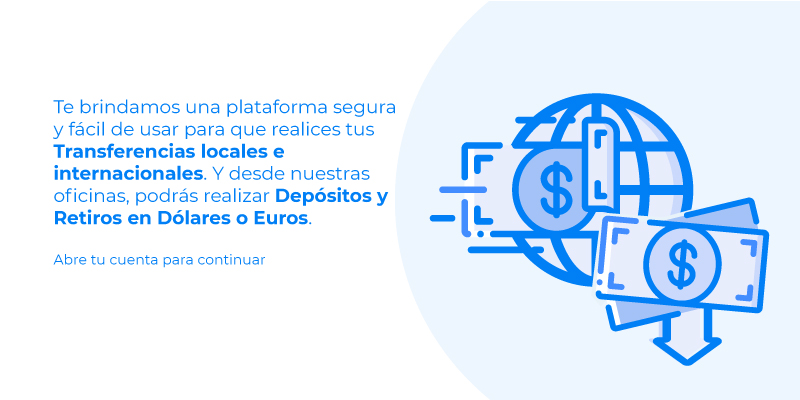 Te brindamos una plataforma segura
y fácil de usar para que realices tus
Transferencias locales e
internacionales. Y desde nuestras
oficinas, podrás realizar Depósitos y
Retiros en Dólares o Euros.
Abre tu cuenta para continuar
$
$